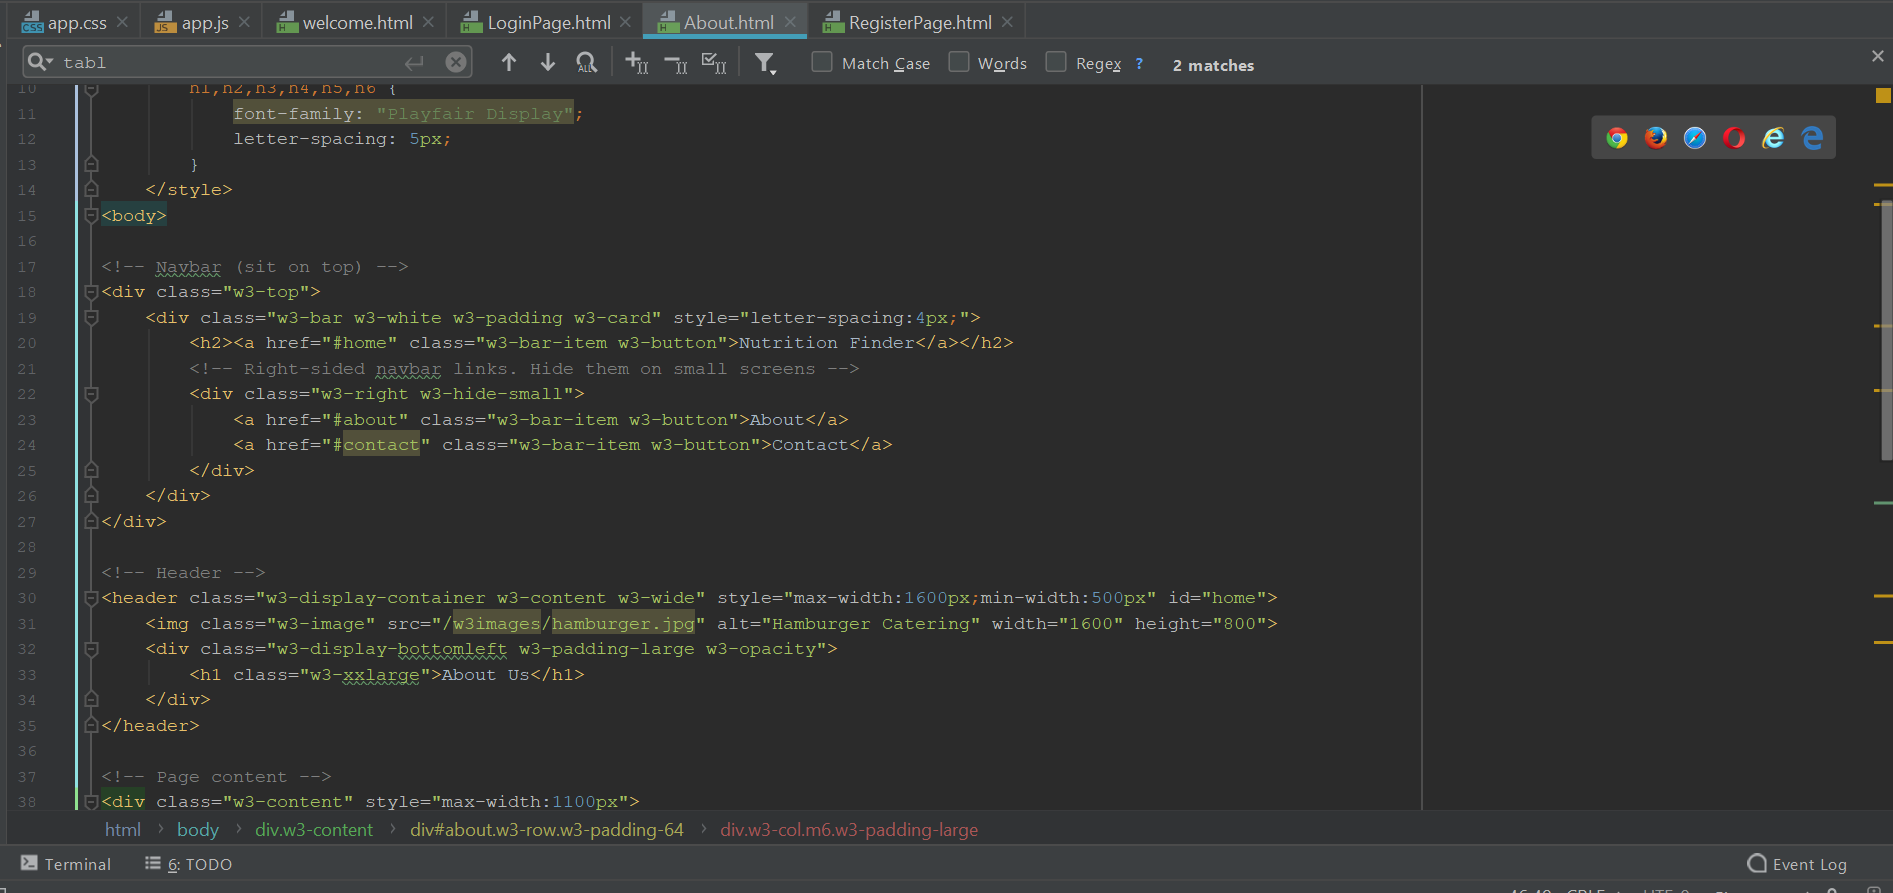 app.css app.js welcome.html LoginPage.html About.html RegisterPage.html
tabl Match Case Words Regex ? 2 matches
10 h1,h2,h3,h4,h5,h6 {
11 font-family: "Playfair Display";
12 letter-spacing: 5px;
13 }
14 </style>
15 <body>
16
17 <!-- Navbar (sit on top) -->
18 <div class="w3-top">
19 <div class="w3-bar w3-white w3-padding w3-card" style="letter-spacing:4px;">
20 <h2><a href="#home" class="w3-bar-item w3-button">Nutrition Finder</a></h2>
21 <!-- Right-sided navbar links. Hide them on small screens -->
22 <div class="w3-right w3-hide-small">
23 <a href="#about" class="w3-bar-item w3-button">About</a>
24 <a href="#contact" class="w3-bar-item w3-button">Contact</a>
25 </div>
26 </div>
27 </div>
28
29 <!-- Header -->
30 <header class="w3-display-container w3-content w3-wide" style="max-width:1600px;min-width:500px" id="home">
31 <img class="w3-image" src="/w3images/hamburger.jpg" alt="Hamburger Catering" width="1600" height="800">
32 <div class="w3-display-bottomleft w3-padding-large w3-opacity">
33 <h1 class="w3-xxlarge">About Us</h1>
34 </div>
35 </header>
36
37 <!-- Page content -->
38 <div class="w3-content" style="max-width:1100px">
html › body › div.w3-content › div#about.w3-row.w3-padding-64 › div.w3-col.m6.w3-padding-large
Terminal 6: TODO Event Log